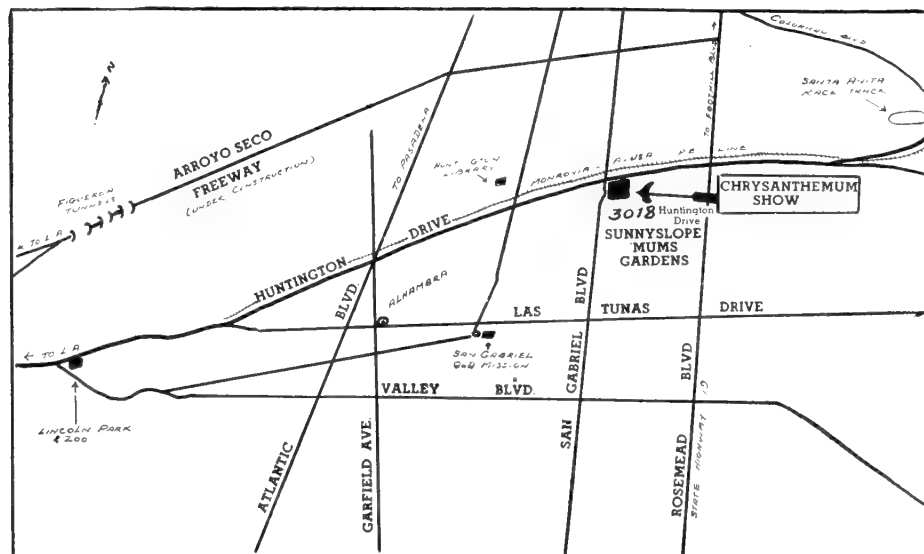 COLORADO BLVD
SANTA ANITA
RACE TRACK
TO FOOTHILL BLVD
N
ARROYO SECO
FREEWAY
(UNDER CONSTRUCTION)
FIGUEROA
TUNNELS
← TO L A
TO PASADENA
LIBRARY
MONROVIA - AZUSA P E LINE
CHRYSANTHEMUM
SHOW
3018 Huntington
Drive
SUNNYSLOPE
MUMS
GARDENS
HUNTINGTON DRIVE
ALHAMBRA
LAS TUNAS DRIVE
SAN GABRIEL
MISSION
← TO L A
LINCOLN PARK
& ZOO
VALLEY BLVD.
ATLANTIC BLVD.
GARFIELD AVE.
SAN GABRIEL BLVD
ROSEMEAD BLVD
STATE HIGHWAY 19